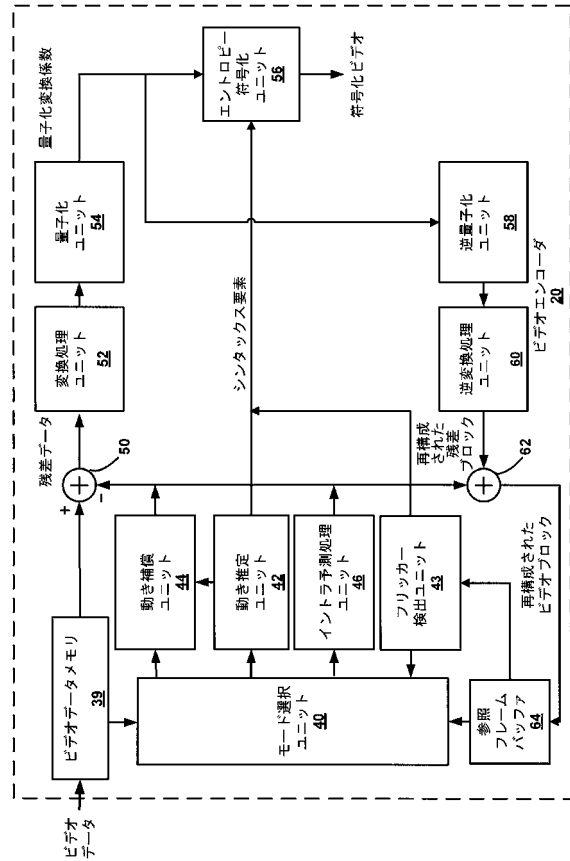 ビデオ
データ
ビデオデータメモリ
39
モード選択
ユニット
40
動き補償
ユニット
44
動き推定
ユニット
42
イントラ予測処理
ユニット
46
フリッカー
検出ユニット
43
参照
フレーム
バッファ
64
+
-
50
残差データ
変換処理
ユニット
52
量子化
ユニット
54
量子化変換係数
エントロピー
符号化
ユニット
56
符号化ビデオ
シンタックス要素
逆量子化
ユニット
58
逆変換処理
ユニット
60
再構成
された
残差
ブロック
+
62
再構成された
ビデオブロック
ビデオエンコーダ
20